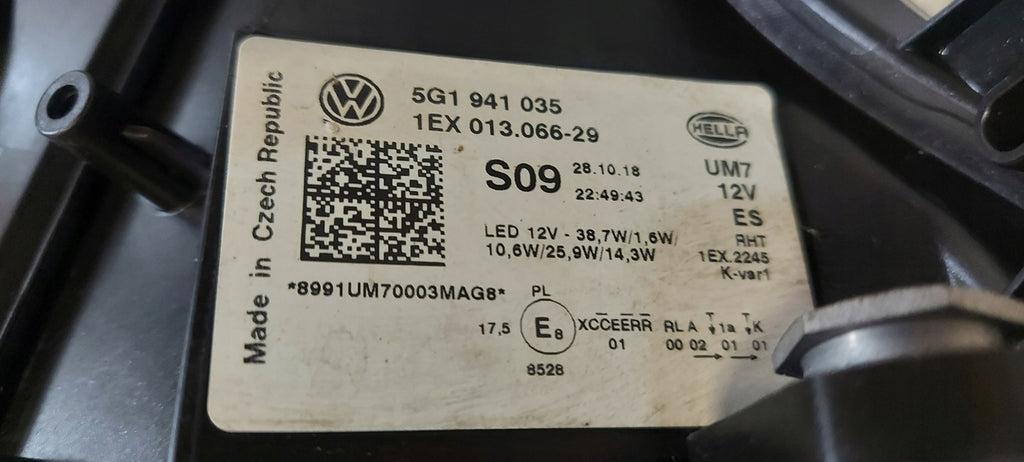 Made in Czech Republic
5G1 941 035
1EX 013.066-29
HELLA
S09
28.10.18
22:49:43
UM7
12V
ES
RHT
1EX.2245
K-var1
LED 12V - 38,7W/1,6W/
10,6W/25,9W/14,3W
*8991UM70003MAG8*
PL
17,5
E8
XCCEERR RL A 1a K
01 00 02 01 01
8528